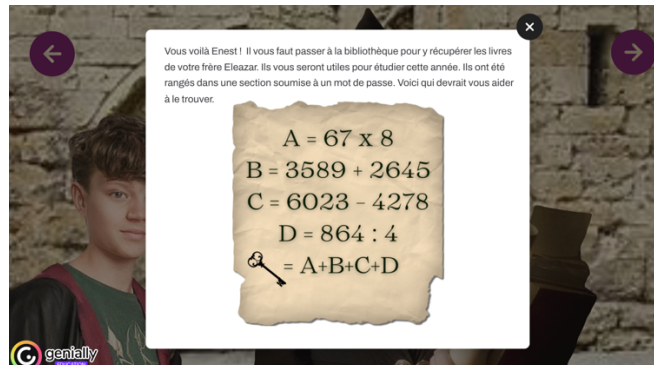 Vous voilà Enest ! Il vous faut passer à la bibliothèque pour y récupérer les livres
de votre frère Eleazar. Ils vous seront utiles pour étudier cette année. Ils ont été
rangés dans une section soumise à un mot de passe. Voici qui devrait vous aider
à le trouver.
A = 67 x 8
B = 3589 + 2645
C = 6023 - 4278
D = 864 : 4
= A+B+C+D
genially
EDUCATION